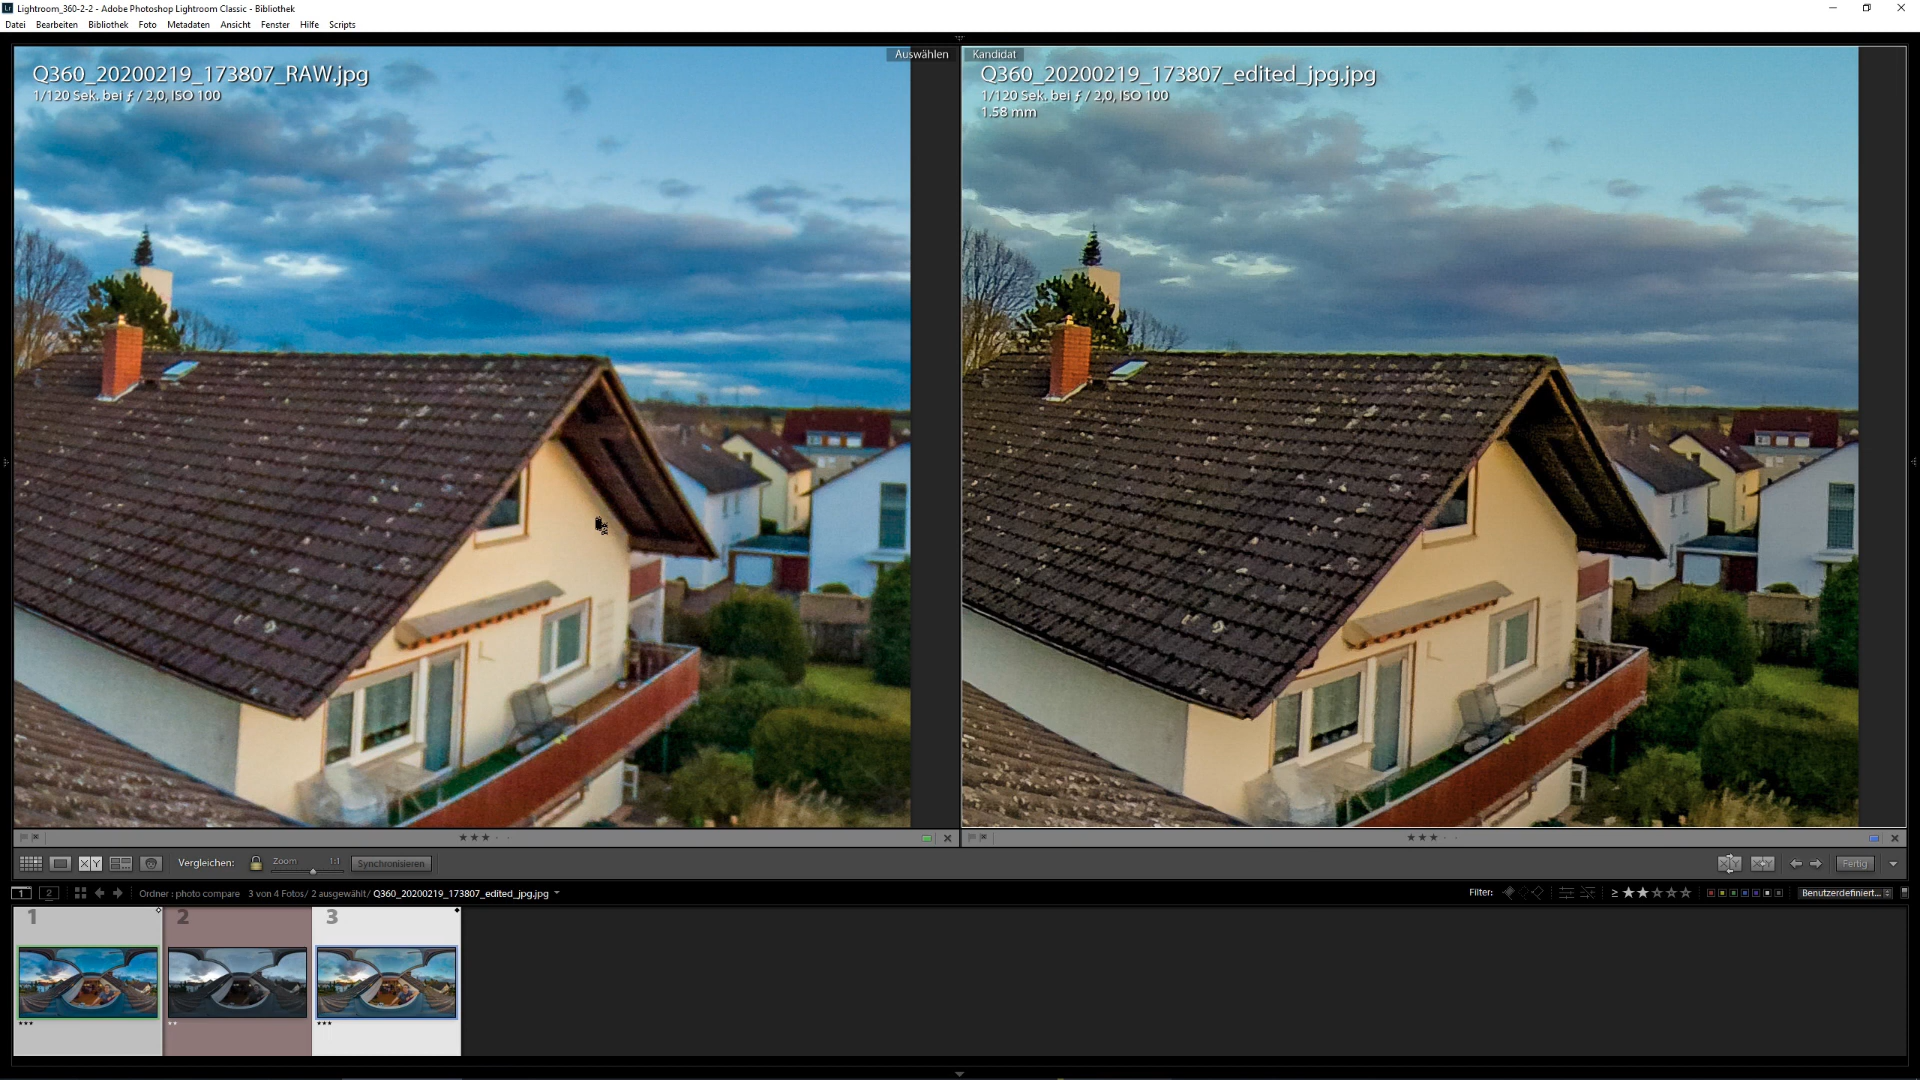 Lightroom_360-2-2 - Adobe Photoshop Lightroom Classic - Bibliothek
Datei Bearbeiten Bibliothek Foto Metadaten Ansicht Fenster Hilfe Scripts
Auswählen
Q360_20200219_173807_RAW.jpg
1/120 Sek. bei ƒ / 2,0, ISO 100
Kandidat
Q360_20200219_173807_edited_jpg.jpg
1/120 Sek. bei ƒ / 2,0, ISO 100
1.58 mm
XY Vergleichen: Zoom 1:1 Synchronisieren
Fertig
1 2 Ordner : photo compare 3 von 4 Fotos/ 2 ausgewählt/ Q360_20200219_173807_edited_jpg.jpg
Filter: ≥ Benutzerdefiniert...
1 2 3